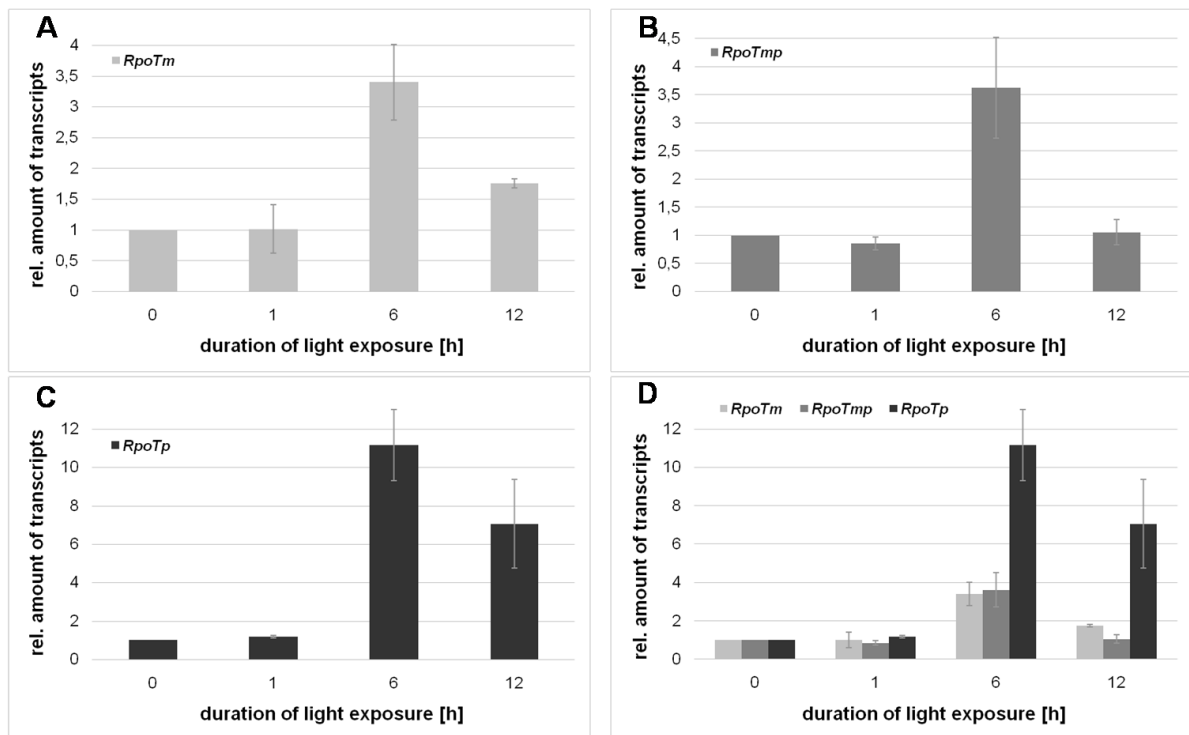 A
RpoTm
rel. amount of transcripts
4
3,5
3
2,5
2
1,5
1
0,5
0
0 1 6 12
duration of light exposure [h]
B
RpoTmp
rel. amount of transcripts
4,5
4
3,5
3
2,5
2
1,5
1
0,5
0
0 1 6 12
duration of light exposure [h]
C
RpoTp
rel. amount of transcripts
12
10
8
6
4
2
0
0 1 6 12
duration of light exposure [h]
D
RpoTm RpoTmp RpoTp
rel. amount of transcripts
12
10
8
6
4
2
0
0 1 6 12
duration of light exposure [h]